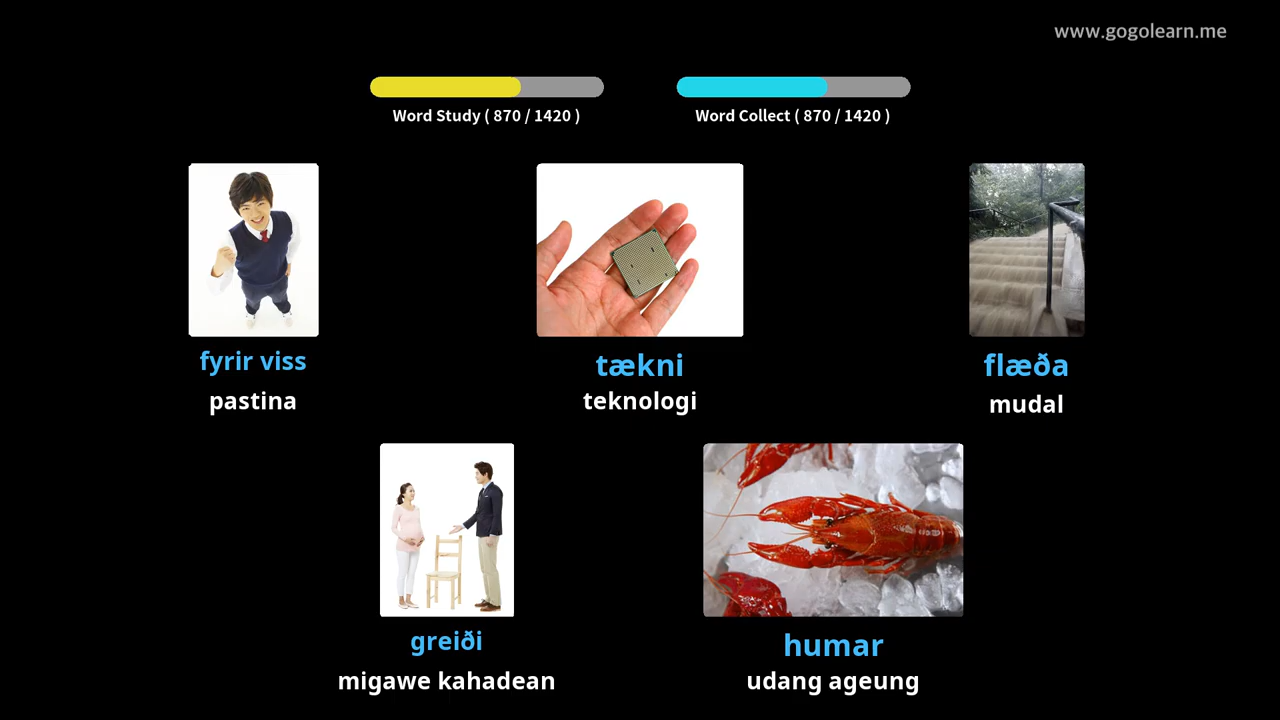 www.gogolearn.me
Word Study ( 870 / 1420 )
Word Collect ( 870 / 1420 )
fyrir viss
pastina
tækni
teknologi
flæða
mudal
greiði
migawe kahadean
humar
udang ageung